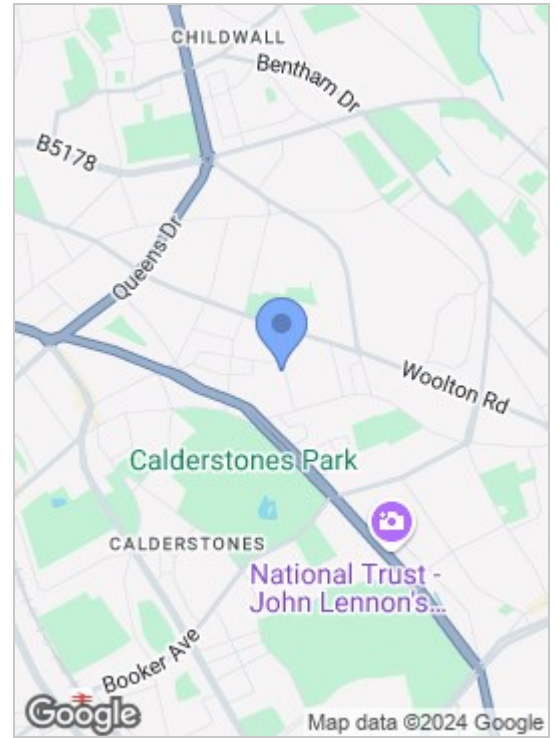 CHILDWALL
Bentham Dr
B5178
Queens Dr
Woolton Rd
Calderstones Park
CALDERSTONES
National Trust -
John Lennon's...
Booker Ave
Google
Map data ©2024 Google